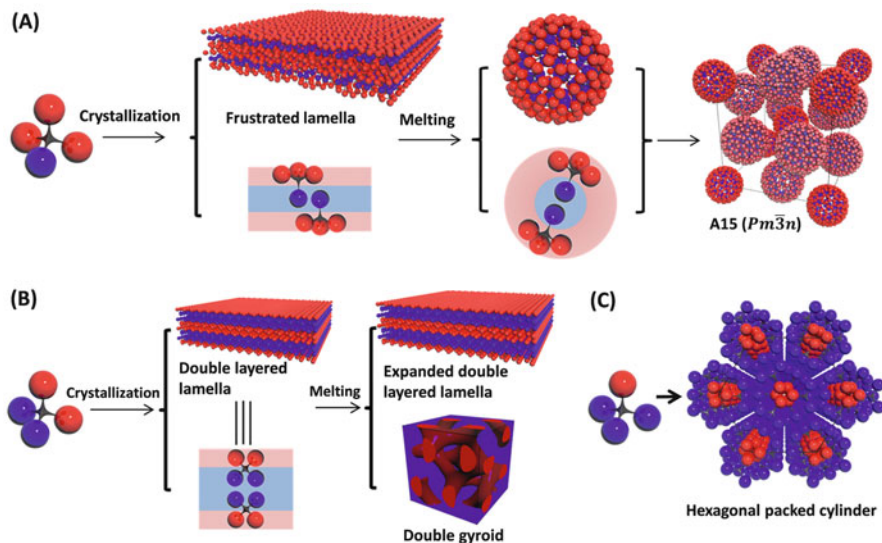 (A)
Crystallization
Frustrated lamella
Melting
A15 (Pm3̅n)
(B)
Crystallization
Double layered
lamella
Melting
Expanded double
layered lamella
Double gyroid
(C)
Hexagonal packed cylinder